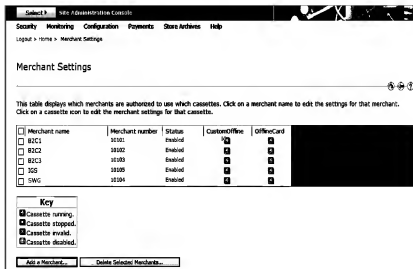 Select Site Administration Console
Security Monitoring Configuration Payments Store Archives Help
Logout > Home > Merchant Settings
Merchant Settings
This table displays which merchants are authorized to use which cassettes. Click on a merchant name to edit the settings for that merchant.
Click on a cassette icon to edit the merchant settings for that cassette.
Merchant name Merchant number Status CustomOffline OfflineCard
B2C1 10101 Enabled
B2C2 10102 Enabled
B2C3 10103 Enabled
IGS 10105 Enabled
SWG 10104 Enabled
Key
Cassette running.
Cassette stopped.
Cassette invalid.
Cassette disabled.
Add a Merchant... Delete Selected Merchants...